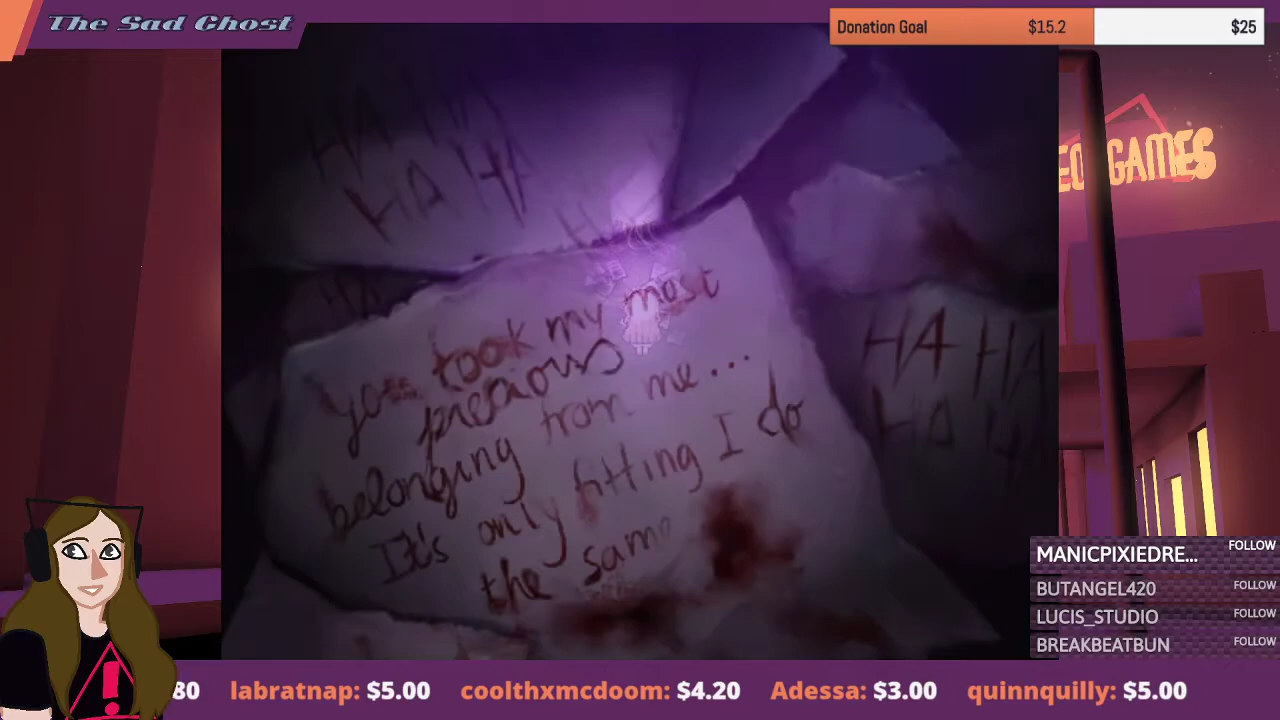 The Sad Ghost
Donation Goal $15.2 $25
GAMES
HA HA
HA HA
HA
you took my most
precious
belonging from me...
It's only fitting I do
the same
HA HA
HA HA
MANICPIXIEDRE... FOLLOW
BUTANGEL420 FOLLOW
LUCIS_STUDIO FOLLOW
BREAKBEATBUN FOLLOW
80 labratnap: $5.00 coolthxmcdoom: $4.20 Adessa: $3.00 quinnquilly: $5.00